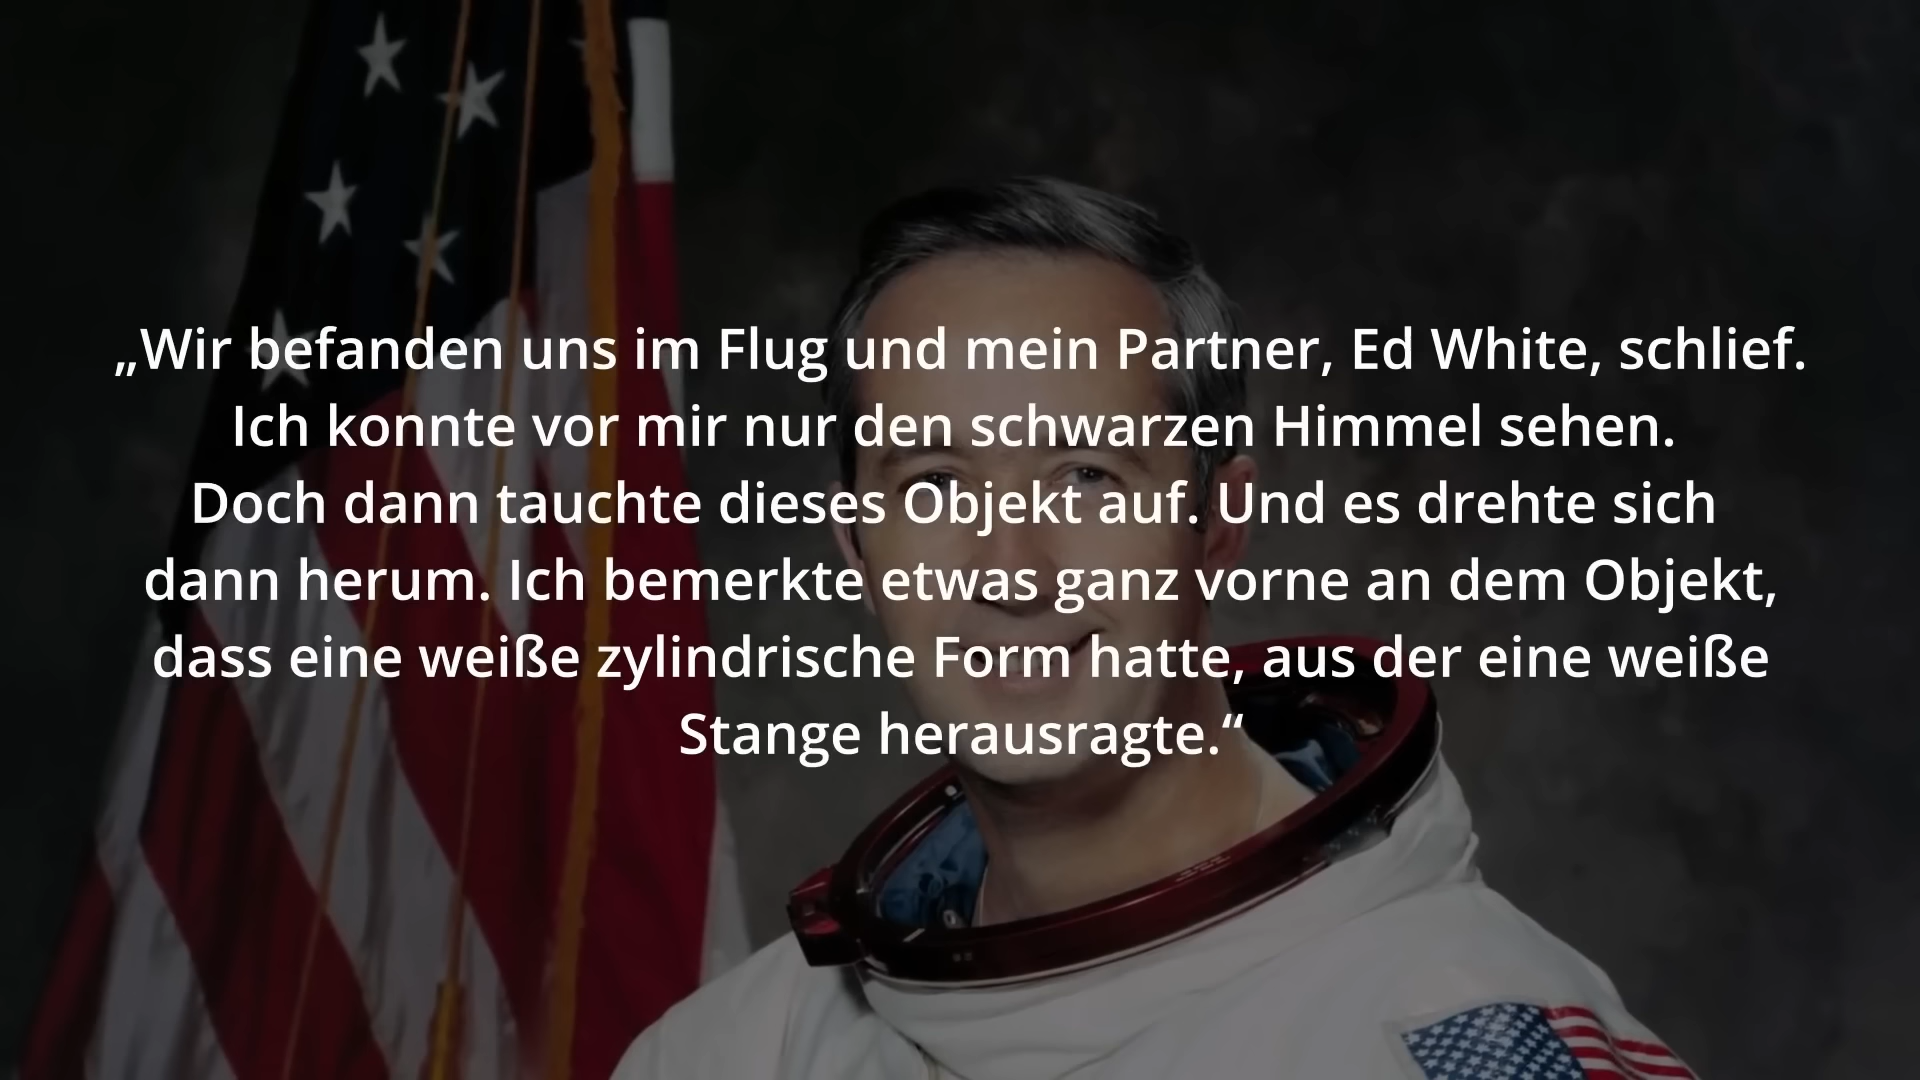 „Wir befanden uns im Flug und mein Partner, Ed White, schlief.
Ich konnte vor mir nur den schwarzen Himmel sehen.
Doch dann tauchte dieses Objekt auf. Und es drehte sich
dann herum. Ich bemerkte etwas ganz vorne an dem Objekt,
dass eine weiße zylindrische Form hatte, aus der eine weiße
Stange herausragte.“